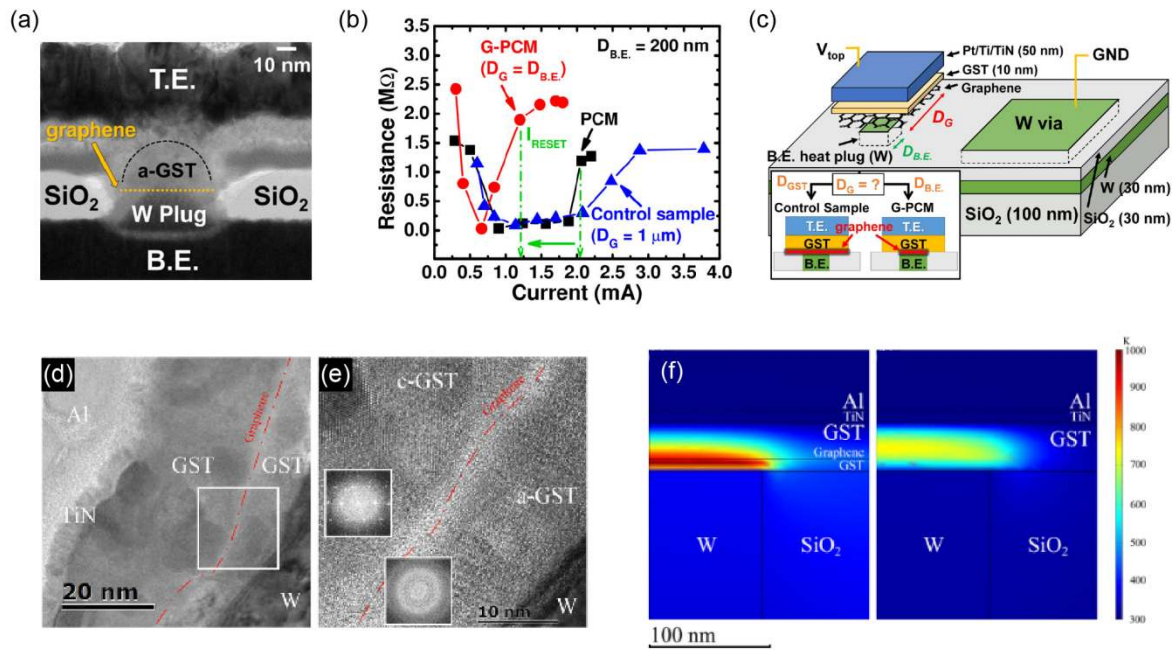 (a)
10 nm
T.E.
graphene
a-GST
SiO2
SiO2
W Plug
B.E.
(b)
Resistance (MΩ)
3.0
2.5
2.0
1.5
1.0
0.5
0.0
G-PCM
(DG = DB.E.)
DB.E. = 200 nm
PCM
IRESET
Control sample
(DG = 1 μm)
0.0 0.5 1.0 1.5 2.0 2.5 3.0 3.5 4.0
Current (mA)
(c)
Vtop
Pt/Ti/TiN (50 nm)
GST (10 nm)
Graphene
GND
DG
W via
DB.E.
B.E. heat plug (W)
W (30 nm)
SiO2 (30 nm)
SiO2 (100 nm)
DGST
DG = ?
DB.E.
Control Sample
G-PCM
T.E.
graphene
T.E.
GST
GST
B.E.
B.E.
(d)
Al
Graphene
GST
GST
TiN
20 nm
W
(e)
c-GST
Graphene
a-GST
10 nm
W
(f)
Al
TiN
GST
Graphene
GST
W
SiO2
100 nm
Al
TiN
GST
W
SiO2
K
1000
900
800
700
600
500
400
300